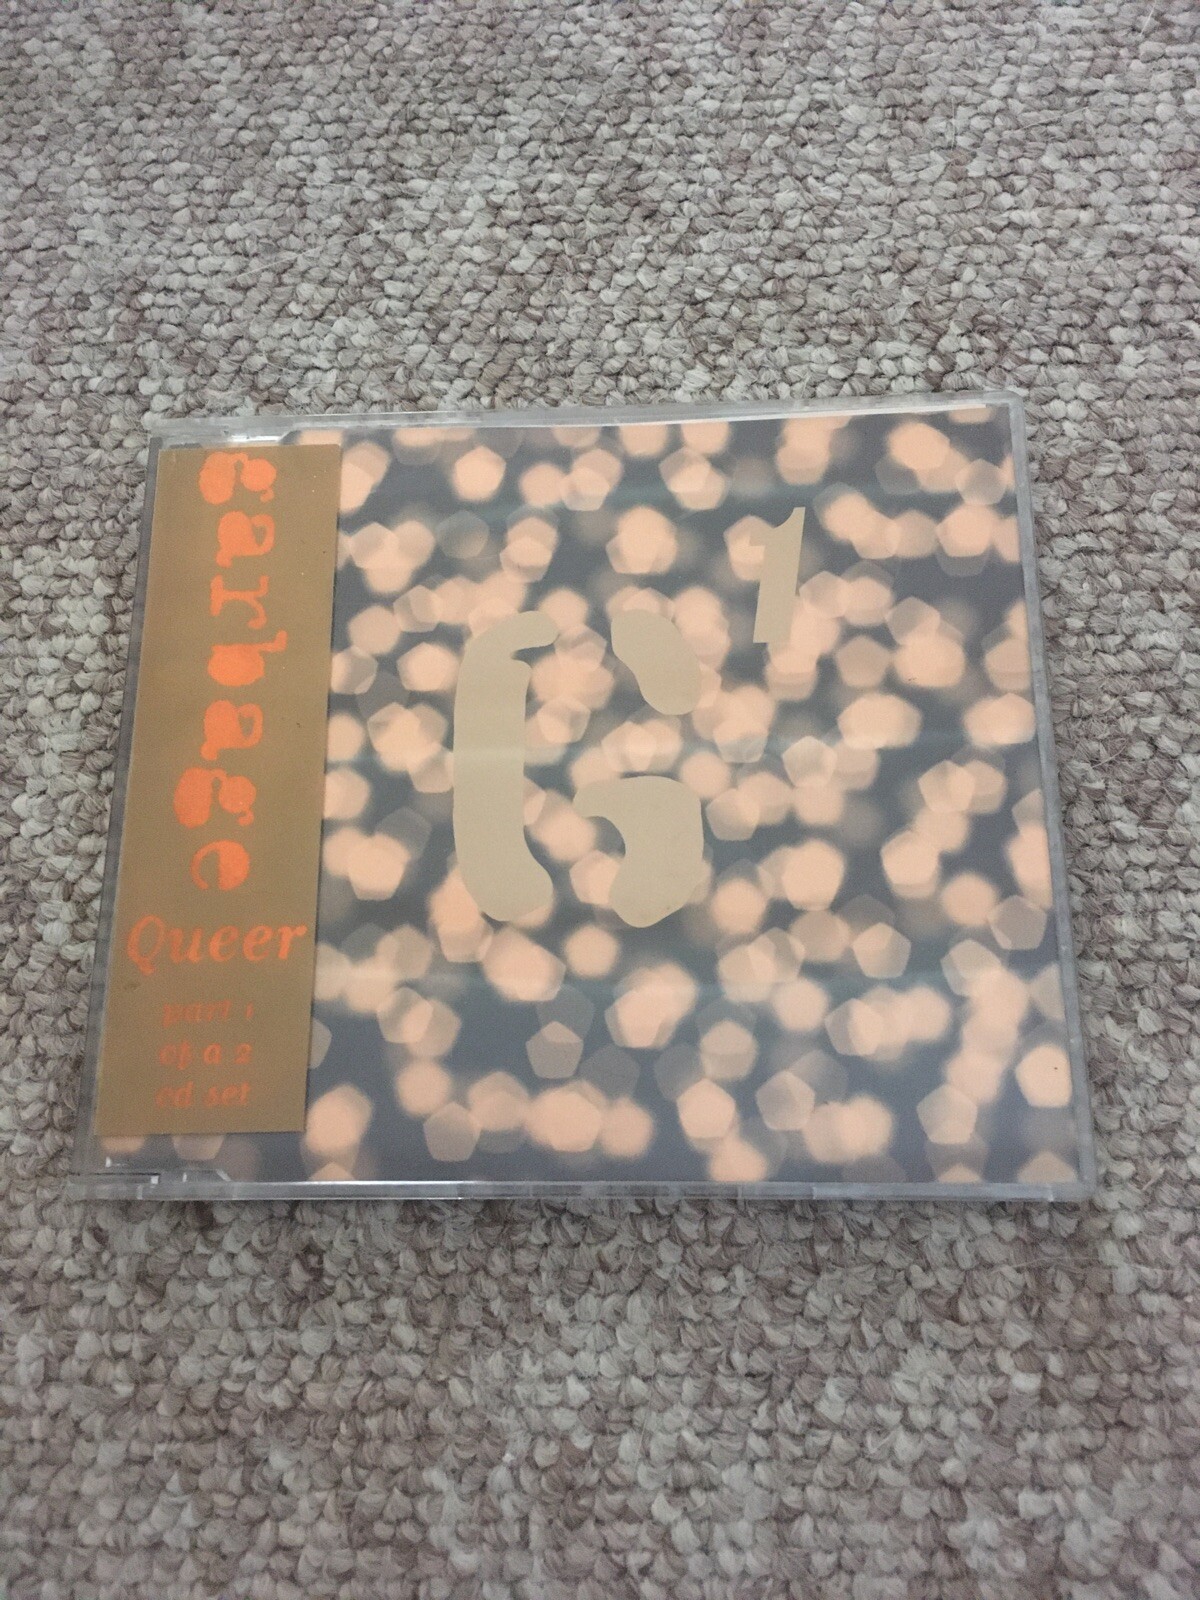 garbage
Queer
part 1
of a 2
cd set
G
1